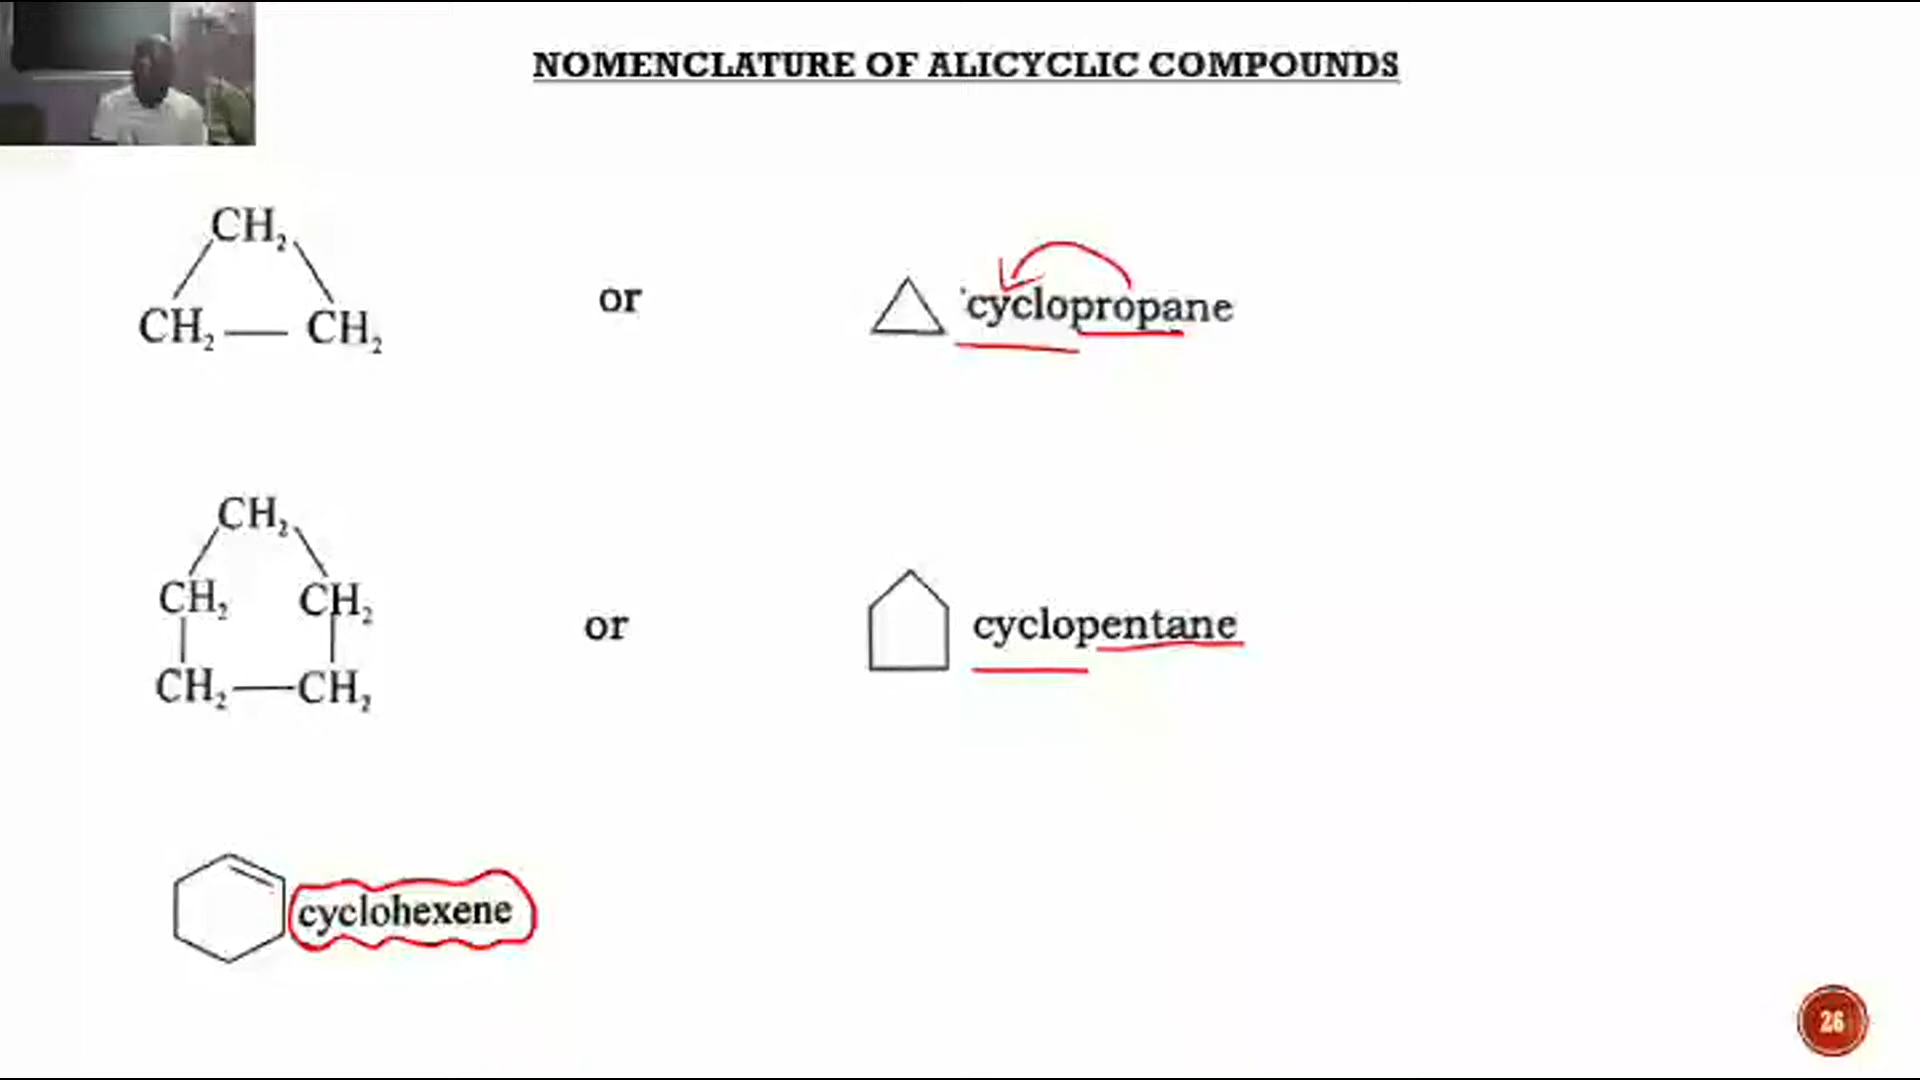 NOMENCLATURE OF ALICYCLIC COMPOUNDS
CH₂
CH₂ — CH₂
or
cyclopropane
CH₂
CH₂ CH₂
CH₂—CH₂
or
cyclopentane
cyclohexene
26